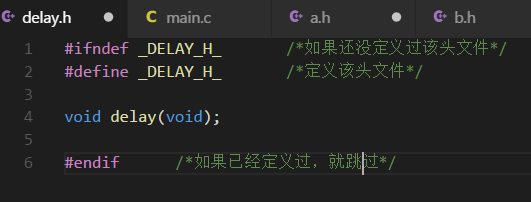 delay.h main.c a.h b.h
1 #ifndef _DELAY_H_ /*如果还没定义过该头文件*/
2 #define _DELAY_H_ /*定义该头文件*/
3
4 void delay(void);
5
6 #endif /*如果已经定义过，就跳过*/